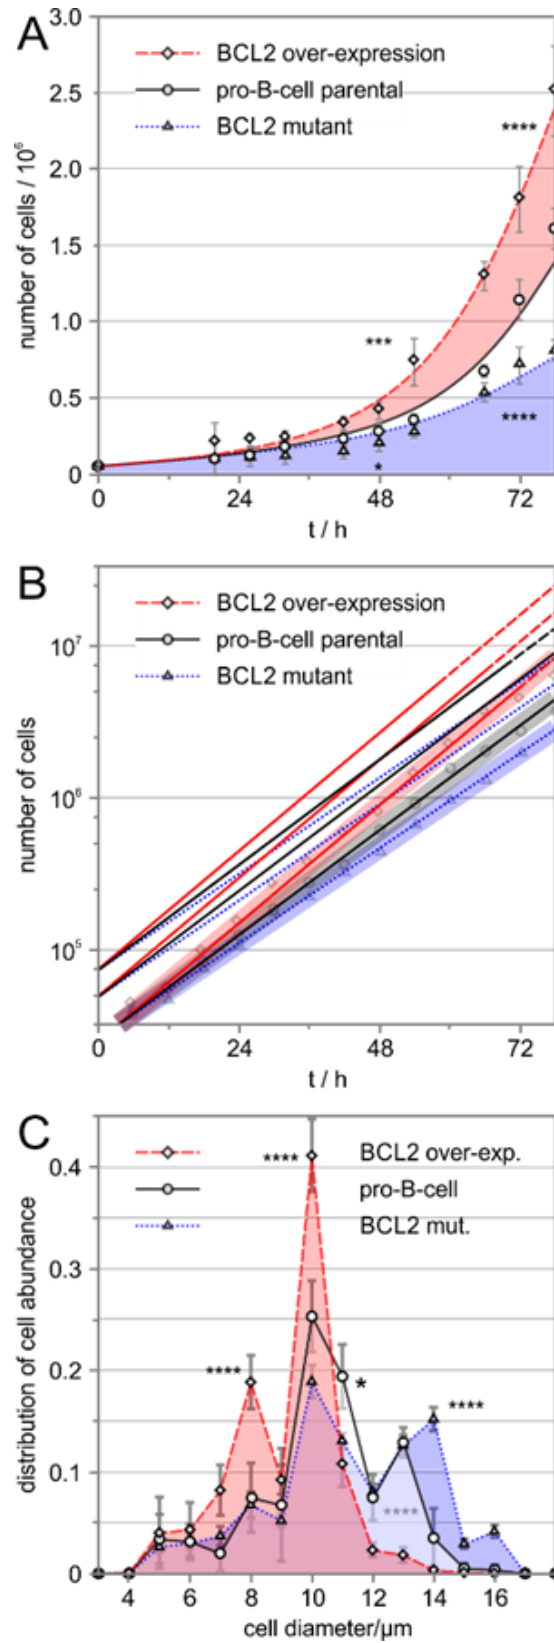 A
3.0
BCL2 over-expression
pro-B-cell parental
BCL2 mutant
2.5
****
2.0
1.5
1.0
***
0.5
****
*
0
number of cells / 10⁶
0 24 48 72
t / h
B
BCL2 over-expression
pro-B-cell parental
BCL2 mutant
10⁷
10⁶
10⁵
number of cells
0 24 48 72
t / h
C
BCL2 over-exp.
pro-B-cell
BCL2 mut.
****
0.4
0.3
****
*
0.2
****
0.1
****
0
distribution of cell abundance
4 6 8 10 12 14 16
cell diameter/µm